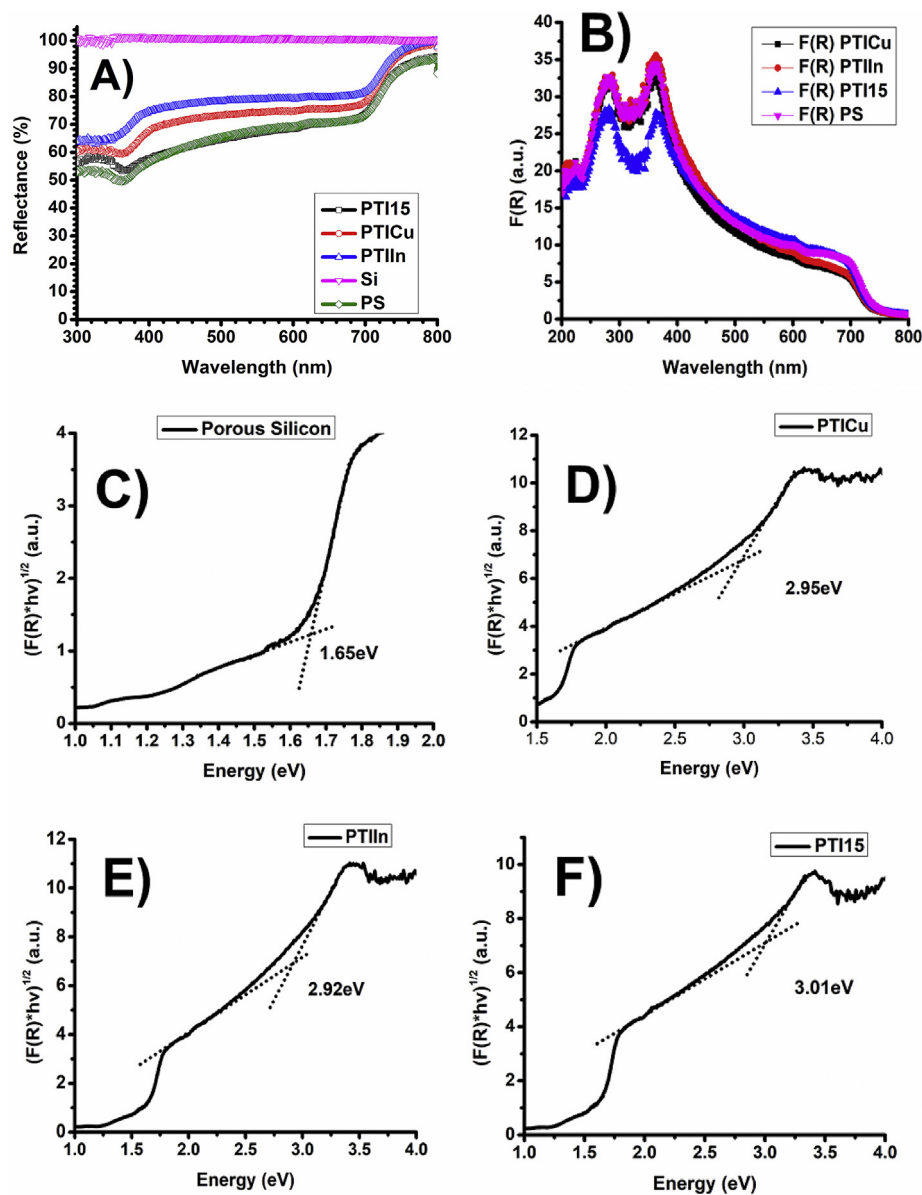 A)
Reflectance (%)
100
90
80
70
60
50
40
30
20
10
0
300 400 500 600 700 800
Wavelength (nm)
PTI15
PTICu
PTIIn
Si
PS
B)
F(R) (a.u.)
40
35
30
25
20
15
10
5
0
200 300 400 500 600 700 800
Wavelength (nm)
F(R) PTICu
F(R) PTIIn
F(R) PTI15
F(R) PS
Porous Silicon
C)
(F(R)*hv)1/2 (a.u.)
4
3
2
1
0
1.65eV
1.0 1.1 1.2 1.3 1.4 1.5 1.6 1.7 1.8 1.9 2.0
Energy (eV)
PTICu
D)
(F(R)*hv)1/2 (a.u.)
12
10
8
6
4
2
0
2.95eV
1.5 2.0 2.5 3.0 3.5 4.0
Energy (eV)
PTIIn
E)
(F(R)*hv)1/2 (a.u.)
12
10
8
6
4
2
0
2.92eV
1.0 1.5 2.0 2.5 3.0 3.5 4.0
Energy (eV)
PTI15
F)
(F(R)*hv)1/2 (a.u.)
10
8
6
4
2
0
3.01eV
1.0 1.5 2.0 2.5 3.0 3.5 4.0
Energy (eV)